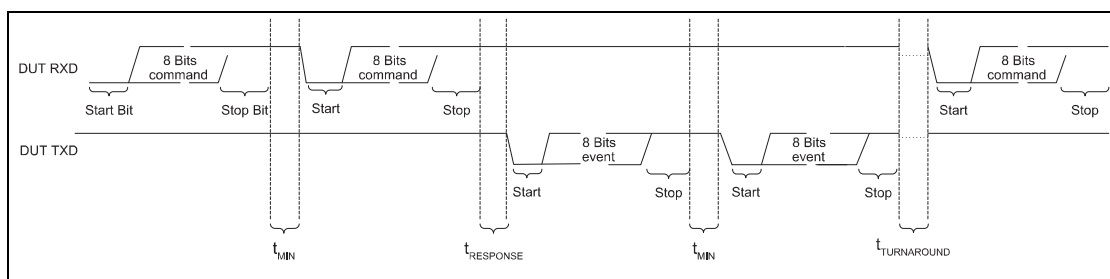 DUT RXD
8 Bits
command
8 Bits
command
8 Bits
command
Start Bit
Stop Bit
Start
Stop
Start
Stop
DUT TXD
8 Bits
event
8 Bits
event
Start
Stop
Start
Stop
tMIN
tRESPONSE
tMIN
tTURNAROUND